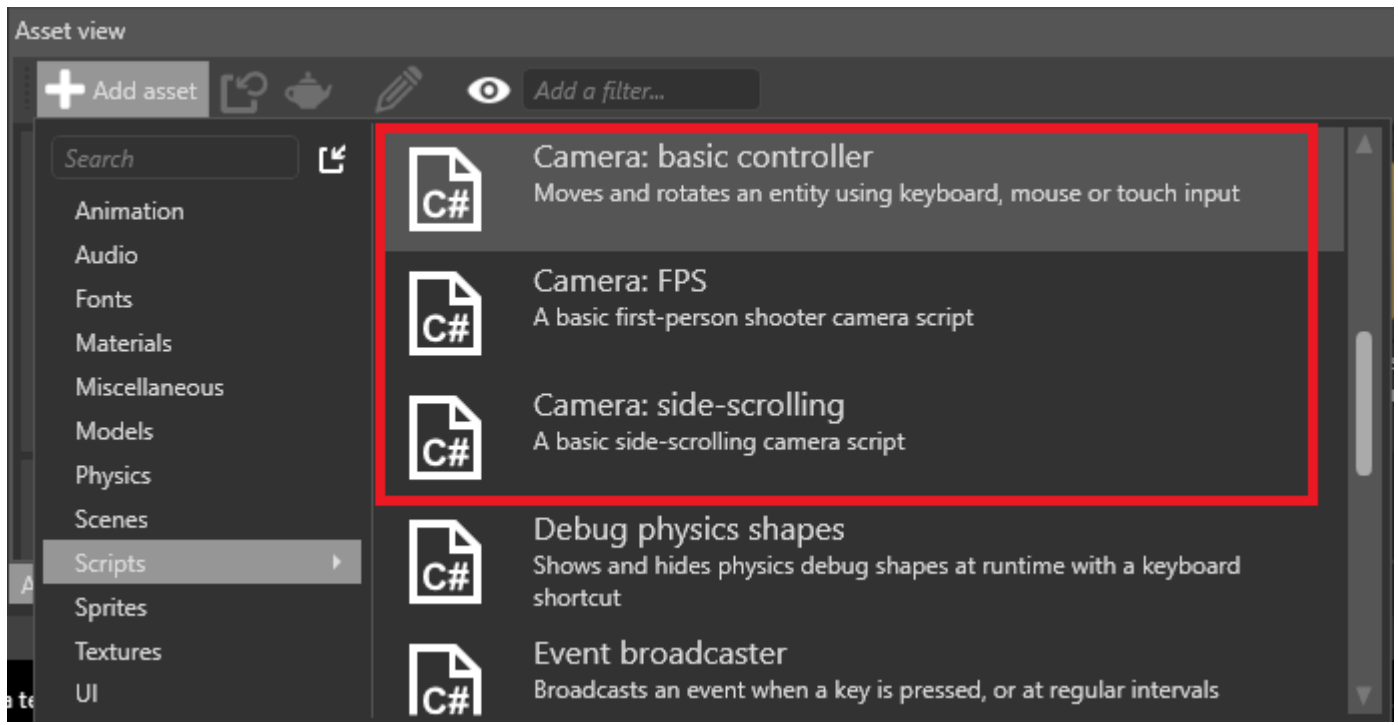 Asset view
Add asset
Add a filter...
Search
Animation
Audio
Fonts
Materials
Miscellaneous
Models
Physics
Scenes
Scripts
Sprites
Textures
UI
C#
Camera: basic controller
Moves and rotates an entity using keyboard, mouse or touch input
C#
Camera: FPS
A basic first-person shooter camera script
C#
Camera: side-scrolling
A basic side-scrolling camera script
C#
Debug physics shapes
Shows and hides physics debug shapes at runtime with a keyboard
shortcut
C#
Event broadcaster
Broadcasts an event when a key is pressed, or at regular intervals